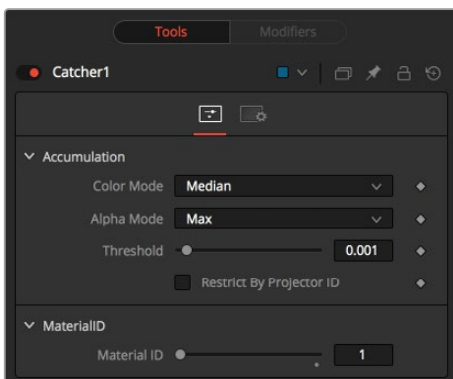 Tools Modifiers
Catcher1
Accumulation
Color Mode Median
Alpha Mode Max
Threshold 0.001
Restrict By Projector ID
MaterialID
Material ID 1